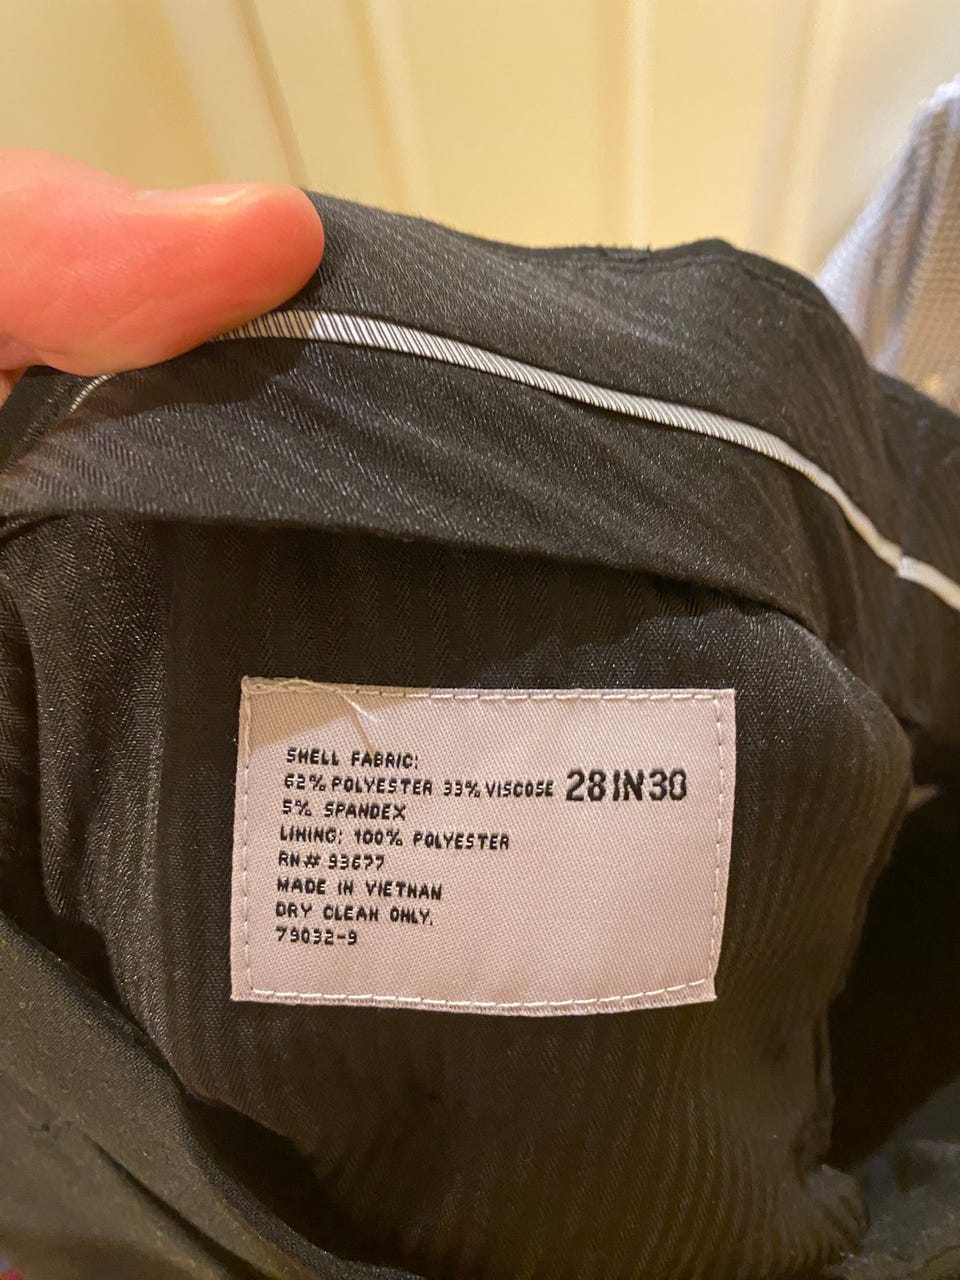 SHELL FABRIC:
62% POLYESTER 33% VISCOSE 28IN30
5% SPANDEX
LINING: 100% POLYESTER
RN# 93677
MADE IN VIETNAM
DRY CLEAN ONLY.
79032-9